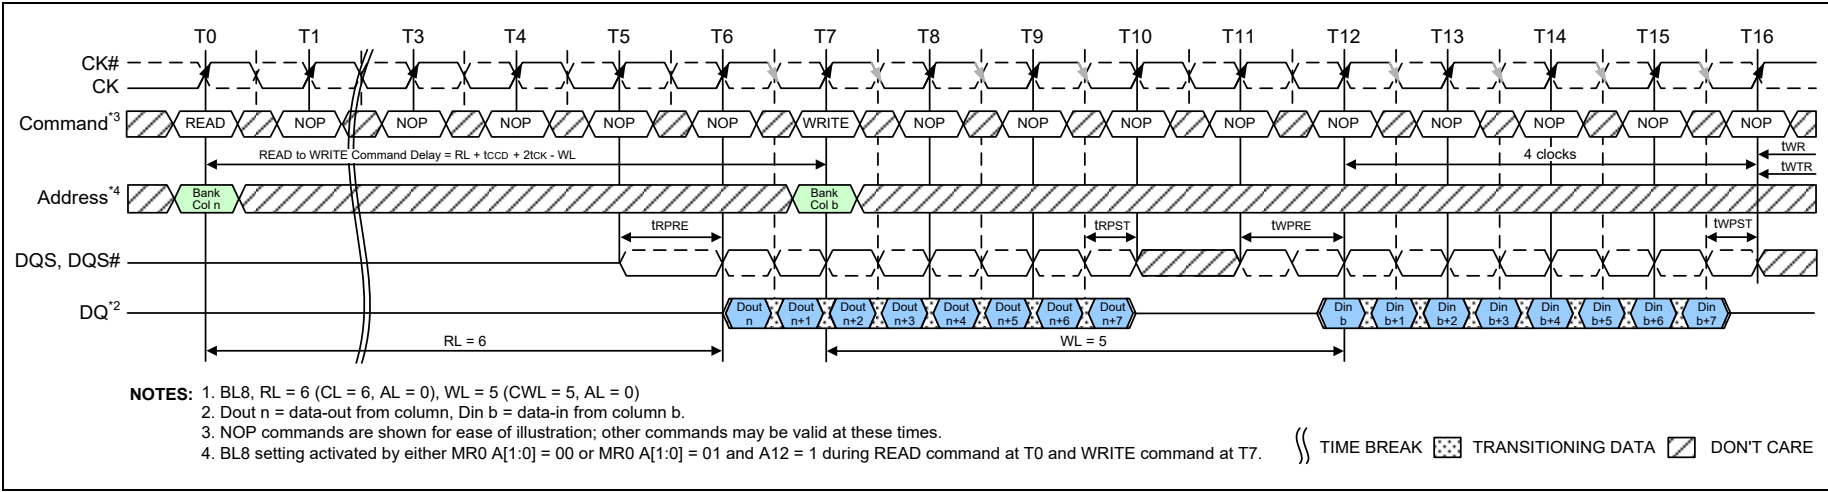 T0 T1 T3 T4 T5 T6 T7 T8 T9 T10 T11 T12 T13 T14 T15 T16
CK#
CK
Command*3 READ NOP NOP NOP NOP NOP WRITE NOP NOP NOP NOP NOP NOP NOP NOP NOP
READ to WRITE Command Delay = RL + tCCD + 2tCK - WL
4 clocks
tWR
tWTR
Address*4
Bank
Col n
Bank
Col b
tRPRE tRPST tWPRE tWPST
DQS, DQS#
DQ*2
Dout
n
Dout
n+1
Dout
n+2
Dout
n+3
Dout
n+4
Dout
n+5
Dout
n+6
Dout
n+7
Din
b
Din
b+1
Din
b+2
Din
b+3
Din
b+4
Din
b+5
Din
b+6
Din
b+7
RL = 6
WL = 5
NOTES: 1. BL8, RL = 6 (CL = 6, AL = 0), WL = 5 (CWL = 5, AL = 0)
2. Dout n = data-out from column, Din b = data-in from column b.
3. NOP commands are shown for ease of illustration; other commands may be valid at these times.
4. BL8 setting activated by either MR0 A[1:0] = 00 or MR0 A[1:0] = 01 and A12 = 1 during READ command at T0 and WRITE command at T7.
TIME BREAK TRANSITIONING DATA DON'T CARE